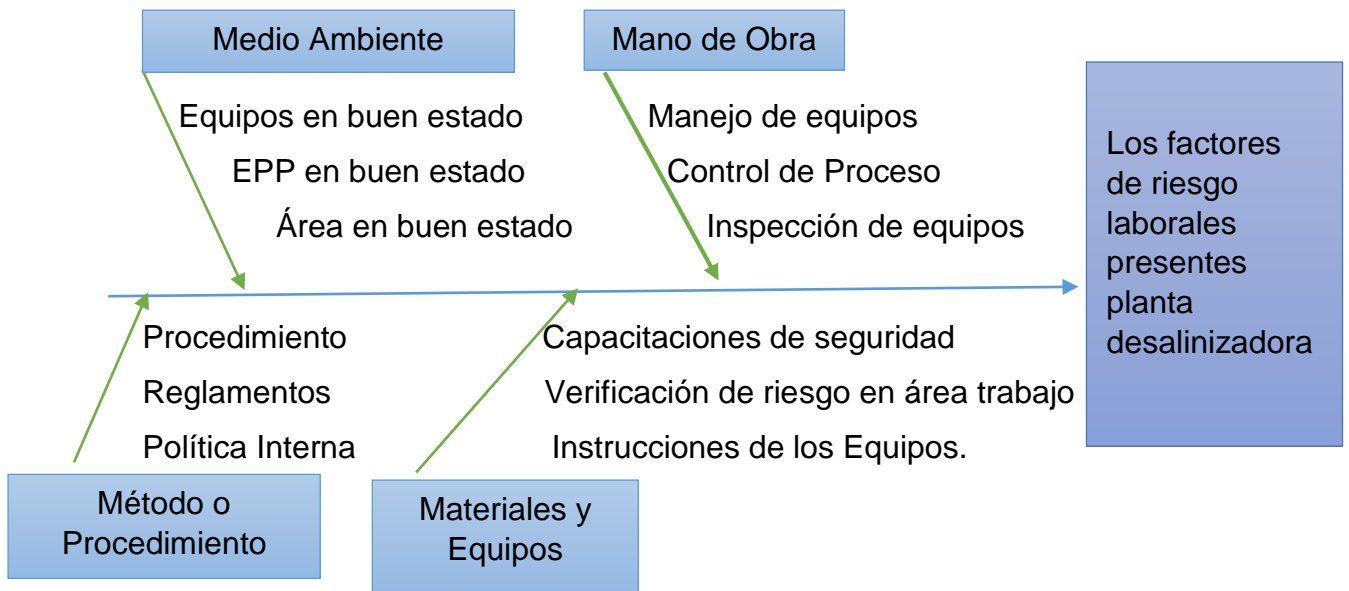 Medio Ambiente
Mano de Obra
Equipos en buen estado
EPP en buen estado
Área en buen estado
Manejo de equipos
Control de Proceso
Inspección de equipos
Los factores
de riesgo
laborales
presentes
planta
desalinizadora
Procedimiento
Reglamentos
Política Interna
Capacitaciones de seguridad
Verificación de riesgo en área trabajo
Instrucciones de los Equipos.
Método o
Procedimiento
Materiales y
Equipos